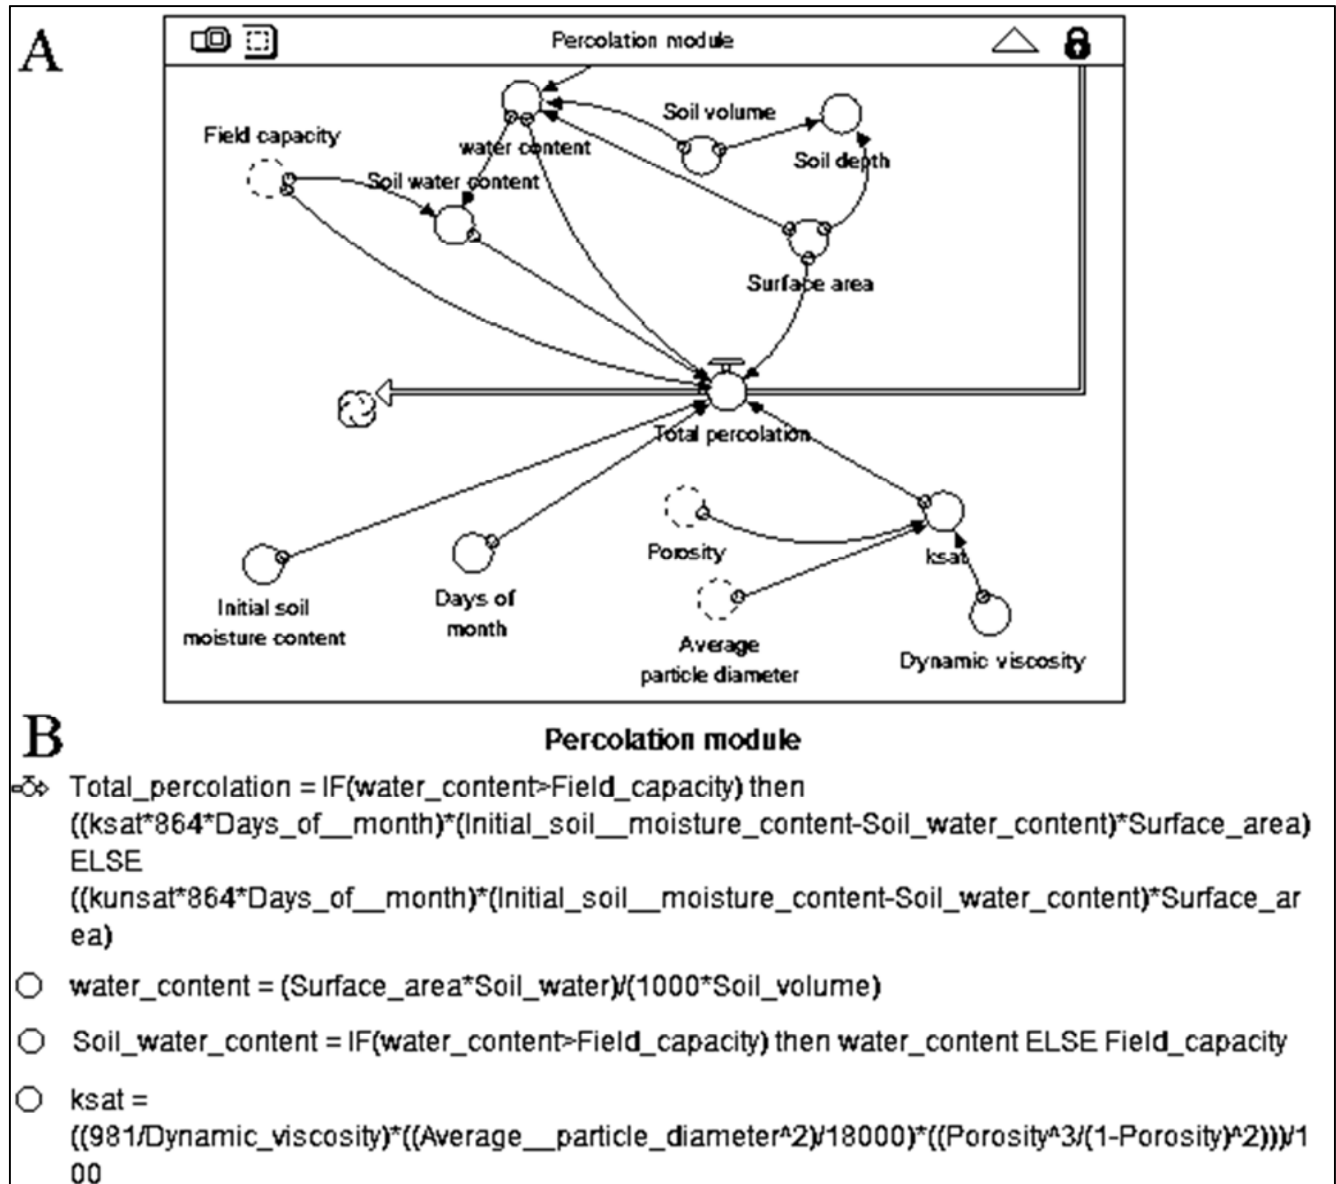 A
Percolation module
Soil volume
Field capacity
water content
Soil depth
Soil water content
Surface area
Total percolation
Porosity
ksat
Initial soil
moisture content
Days of
month
Average
particle diameter
Dynamic viscosity
B
Percolation module
Total_percolation = IF(water_content>Field_capacity) then
((ksat*864*Days_of__month)*(Initial_soil__moisture_content-Soil_water_content)*Surface_area)
ELSE
((kunsat*864*Days_of__month)*(Initial_soil__moisture_content-Soil_water_content)*Surface_ar
ea)
water_content = (Surface_area*Soil_water)/(1000*Soil_volume)
Soil_water_content = IF(water_content>Field_capacity) then water_content ELSE Field_capacity
ksat =
((981/Dynamic_viscosity)*((Average__particle_diameter^2)/18000)*((Porosity^3/(1-Porosity)^2)))/1
00